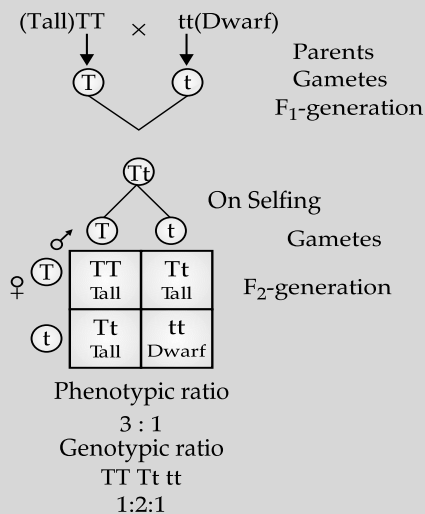 (Tall)TT × tt(Dwarf)
Parents
T t Gametes
F₁-generation
Tt
On Selfing
♂ T t Gametes
♀ T TT Tt F₂-generation
Tall Tall
t Tt tt
Tall Dwarf
Phenotypic ratio
3 : 1
Genotypic ratio
TT Tt tt
1:2:1